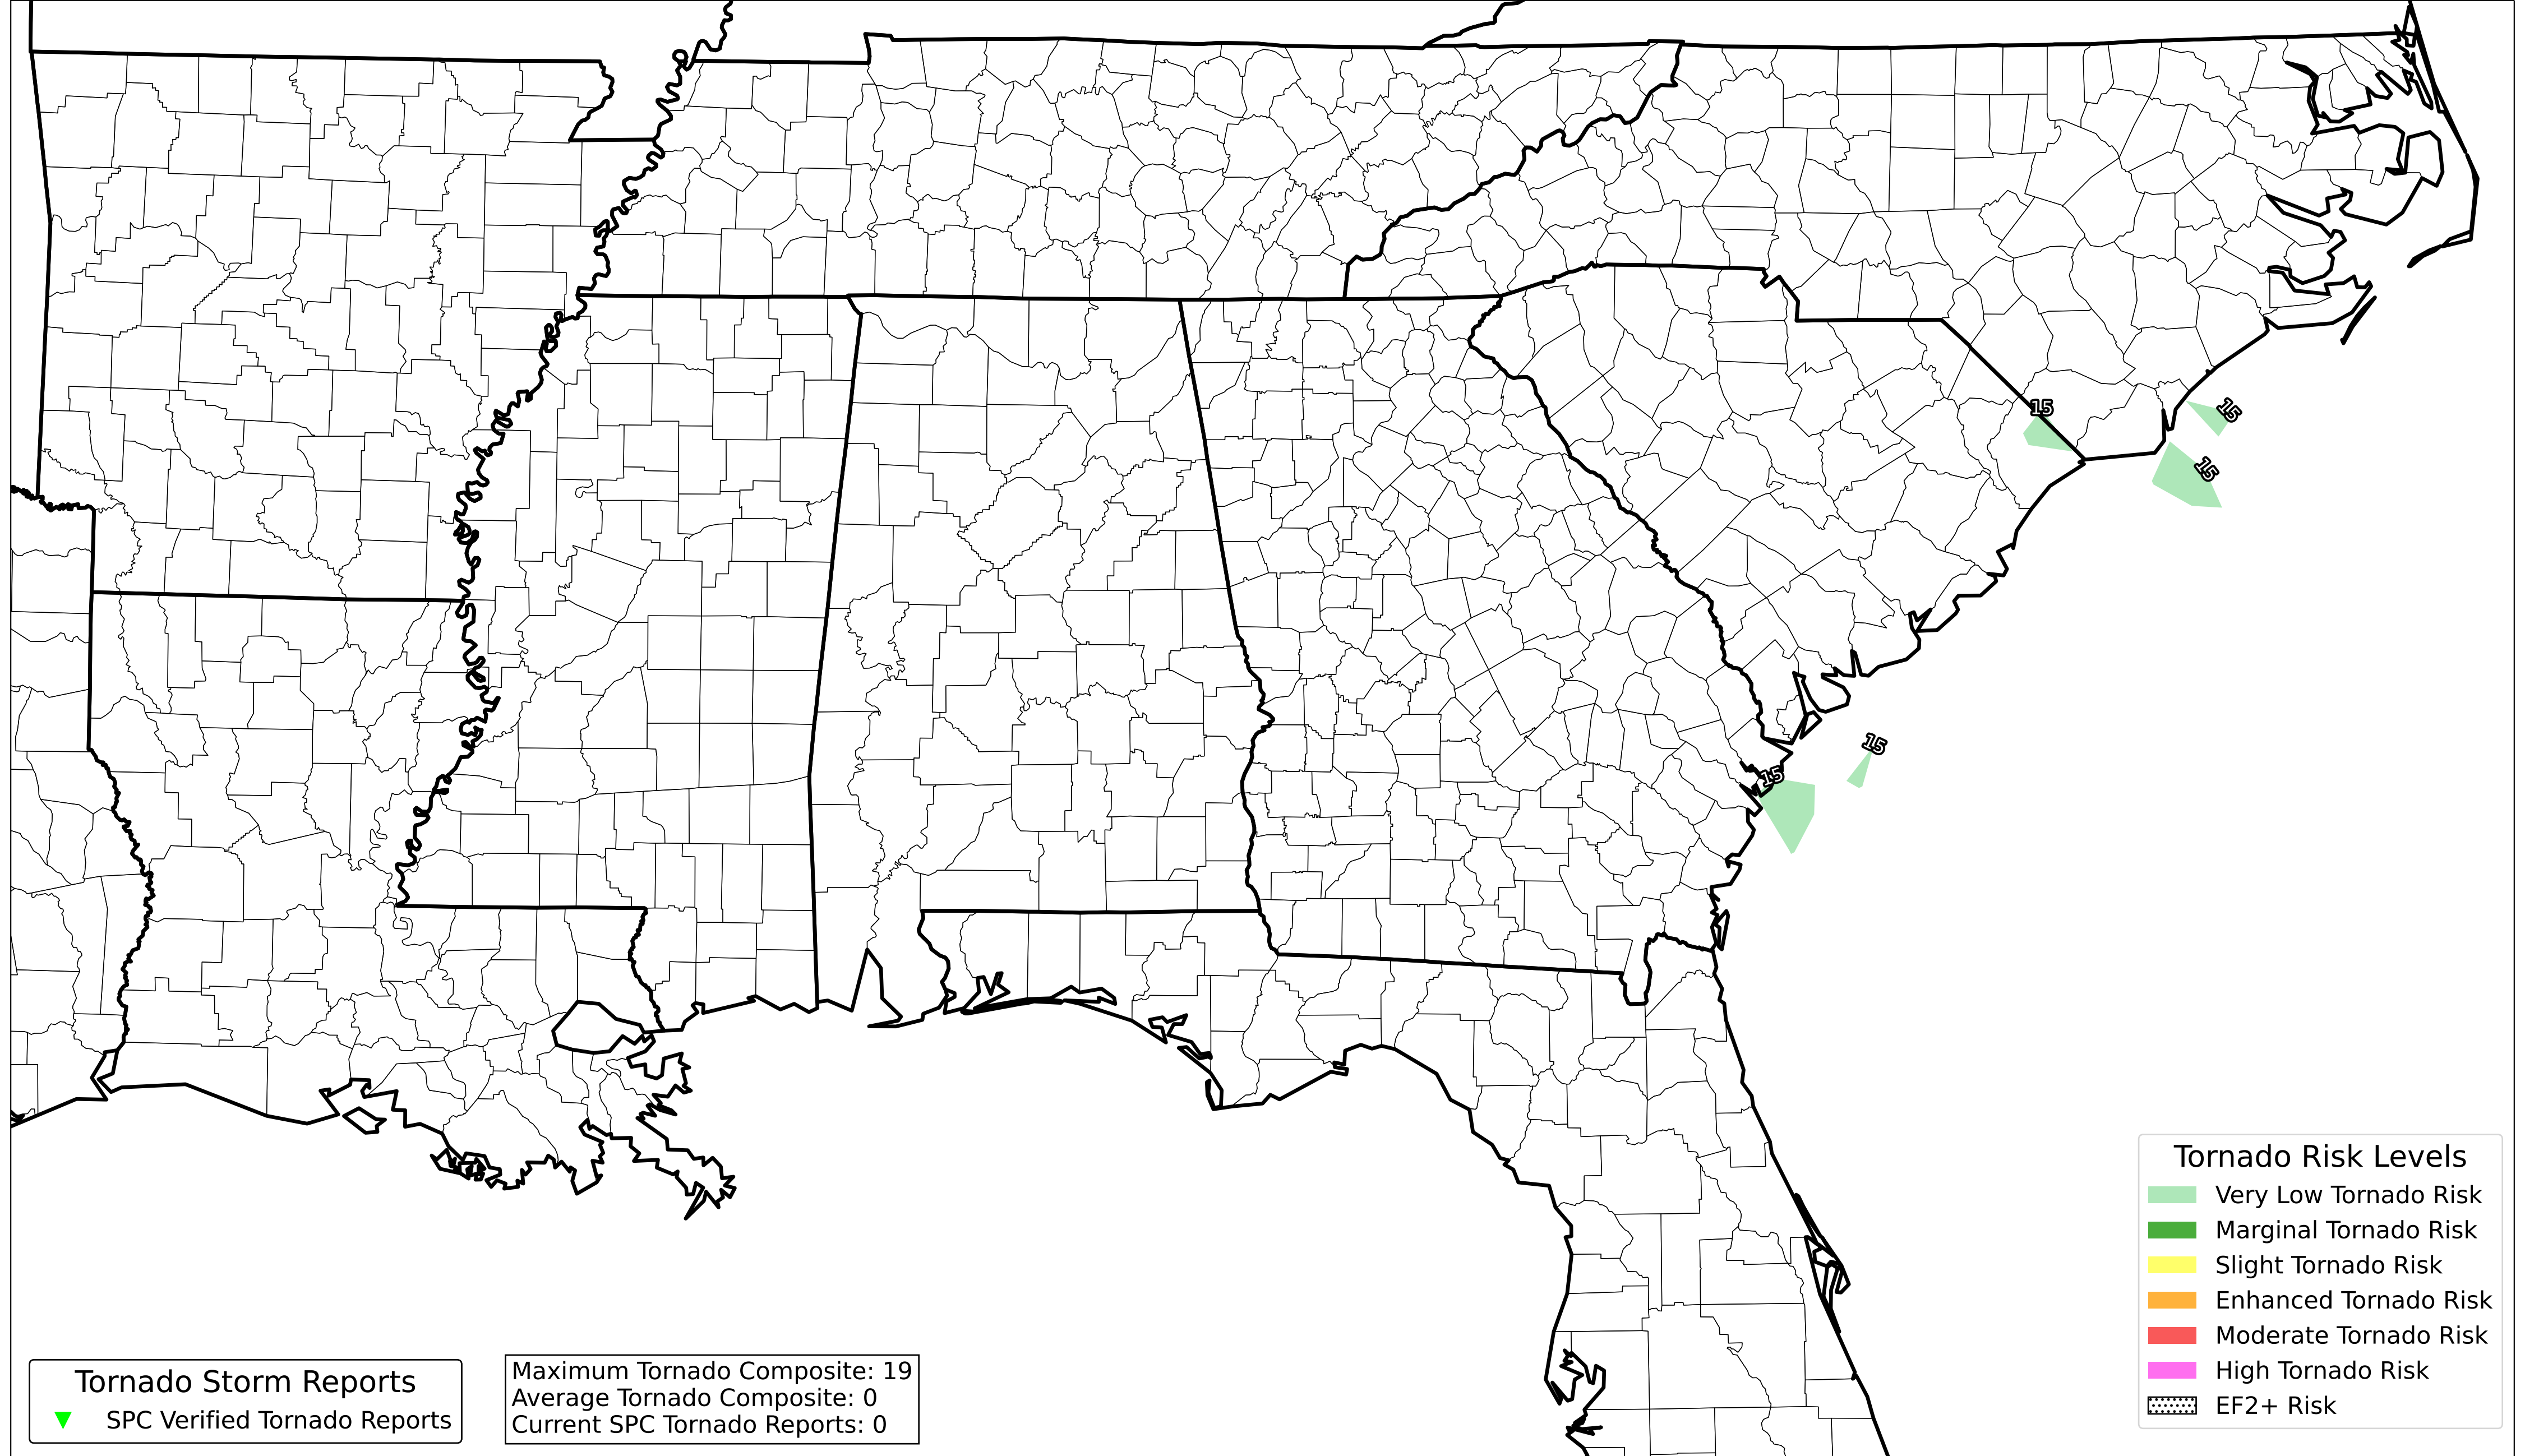 15
15
15
15
15
Tornado Risk Levels
Very Low Tornado Risk
Marginal Tornado Risk
Slight Tornado Risk
Enhanced Tornado Risk
Moderate Tornado Risk
High Tornado Risk
EF2+ Risk
Tornado Storm Reports
SPC Verified Tornado Reports
Maximum Tornado Composite: 19
Average Tornado Composite: 0
Current SPC Tornado Reports: 0